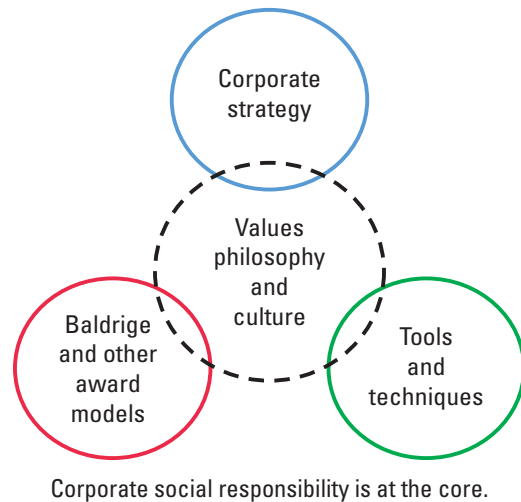 Corporate
strategy
Values
philosophy
and
culture
Baldrige
and other
award
models
Tools
and
techniques
Corporate social responsibility is at the core.